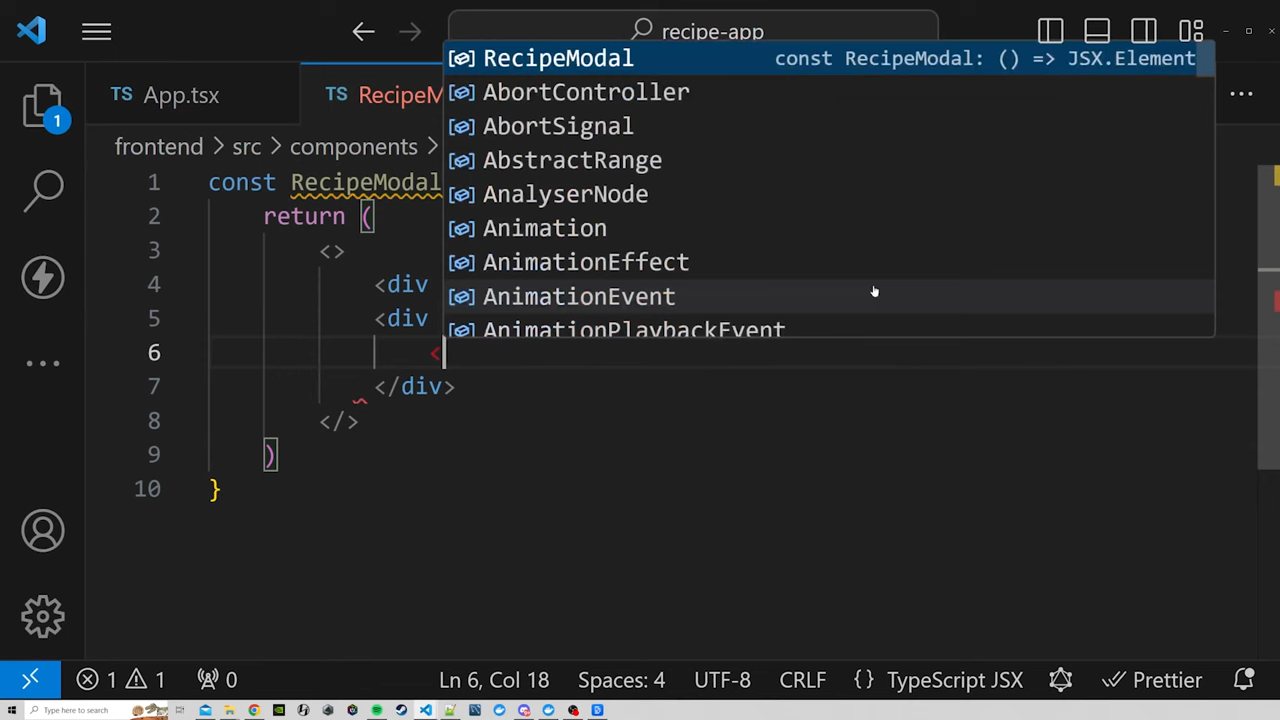 recipe-app
TS App.tsx
TS RecipeM
RecipeModal const RecipeModal: () => JSX.Element
AbortController
AbortSignal
AbstractRange
AnalyserNode
Animation
AnimationEffect
AnimationEvent
AnimationPlaybackEvent
1
frontend > src > components >
1 const RecipeModal
2 return (
3 <>
4 <div
5 <div
6 <
7 </div>
8 </>
9 )
10 }
1 1 0 Ln 6, Col 18 Spaces: 4 UTF-8 CRLF {} TypeScript JSX Prettier
Type here to search